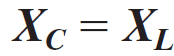 X_C = X_L